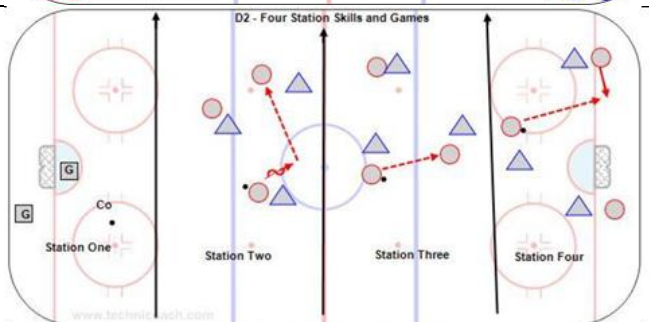 D2 - Four Station Skills and Games
G
G
Co
Station One
Station Two
Station Three
Station Four
www.technicoach.com